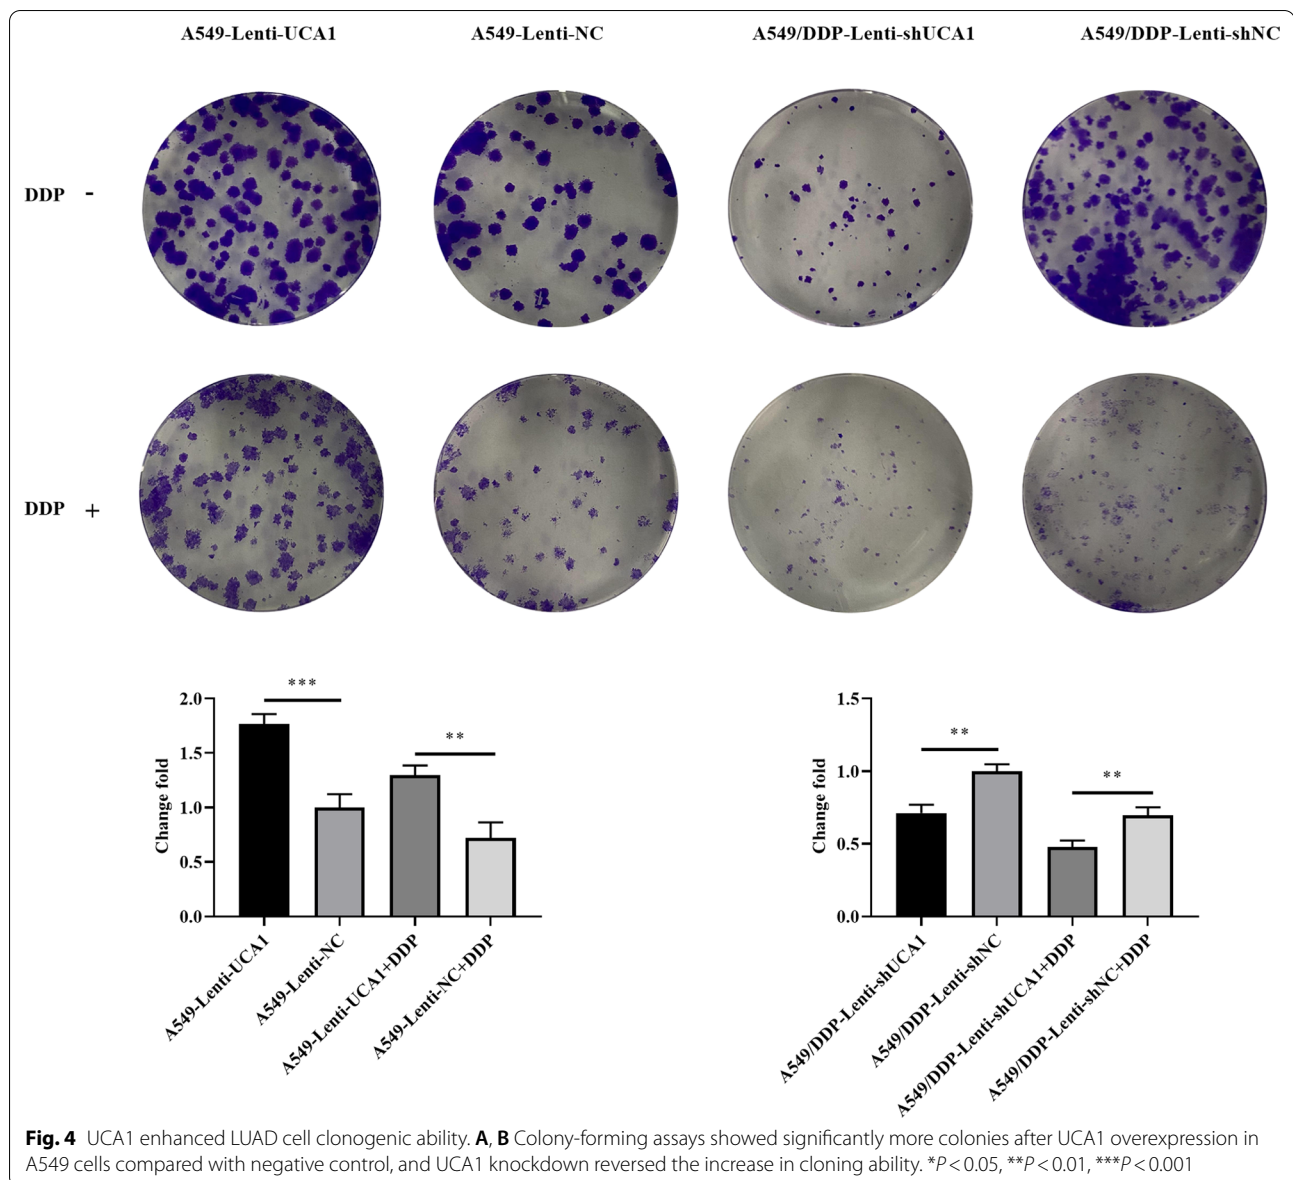 A549-Lenti-UCA1 A549-Lenti-NC A549/DDP-Lenti-shUCA1 A549/DDP-Lenti-shNC
DDP -
DDP +
***
**
2.0
1.5
1.0
0.5
0.0
Change fold
A549-Lenti-UCA1
A549-Lenti-NC
A549-Lenti-UCA1+DDP
A549-Lenti-NC+DDP
**
**
1.5
1.0
0.5
0.0
Change fold
A549/DDP-Lenti-shUCA1
A549/DDP-Lenti-shNC
A549/DDP-Lenti-shUCA1+DDP
A549/DDP-Lenti-shNC+DDP
Fig. 4 UCA1 enhanced LUAD cell clonogenic ability. A, B Colony-forming assays showed significantly more colonies after UCA1 overexpression in
A549 cells compared with negative control, and UCA1 knockdown reversed the increase in cloning ability. *P < 0.05, **P < 0.01, ***P < 0.001